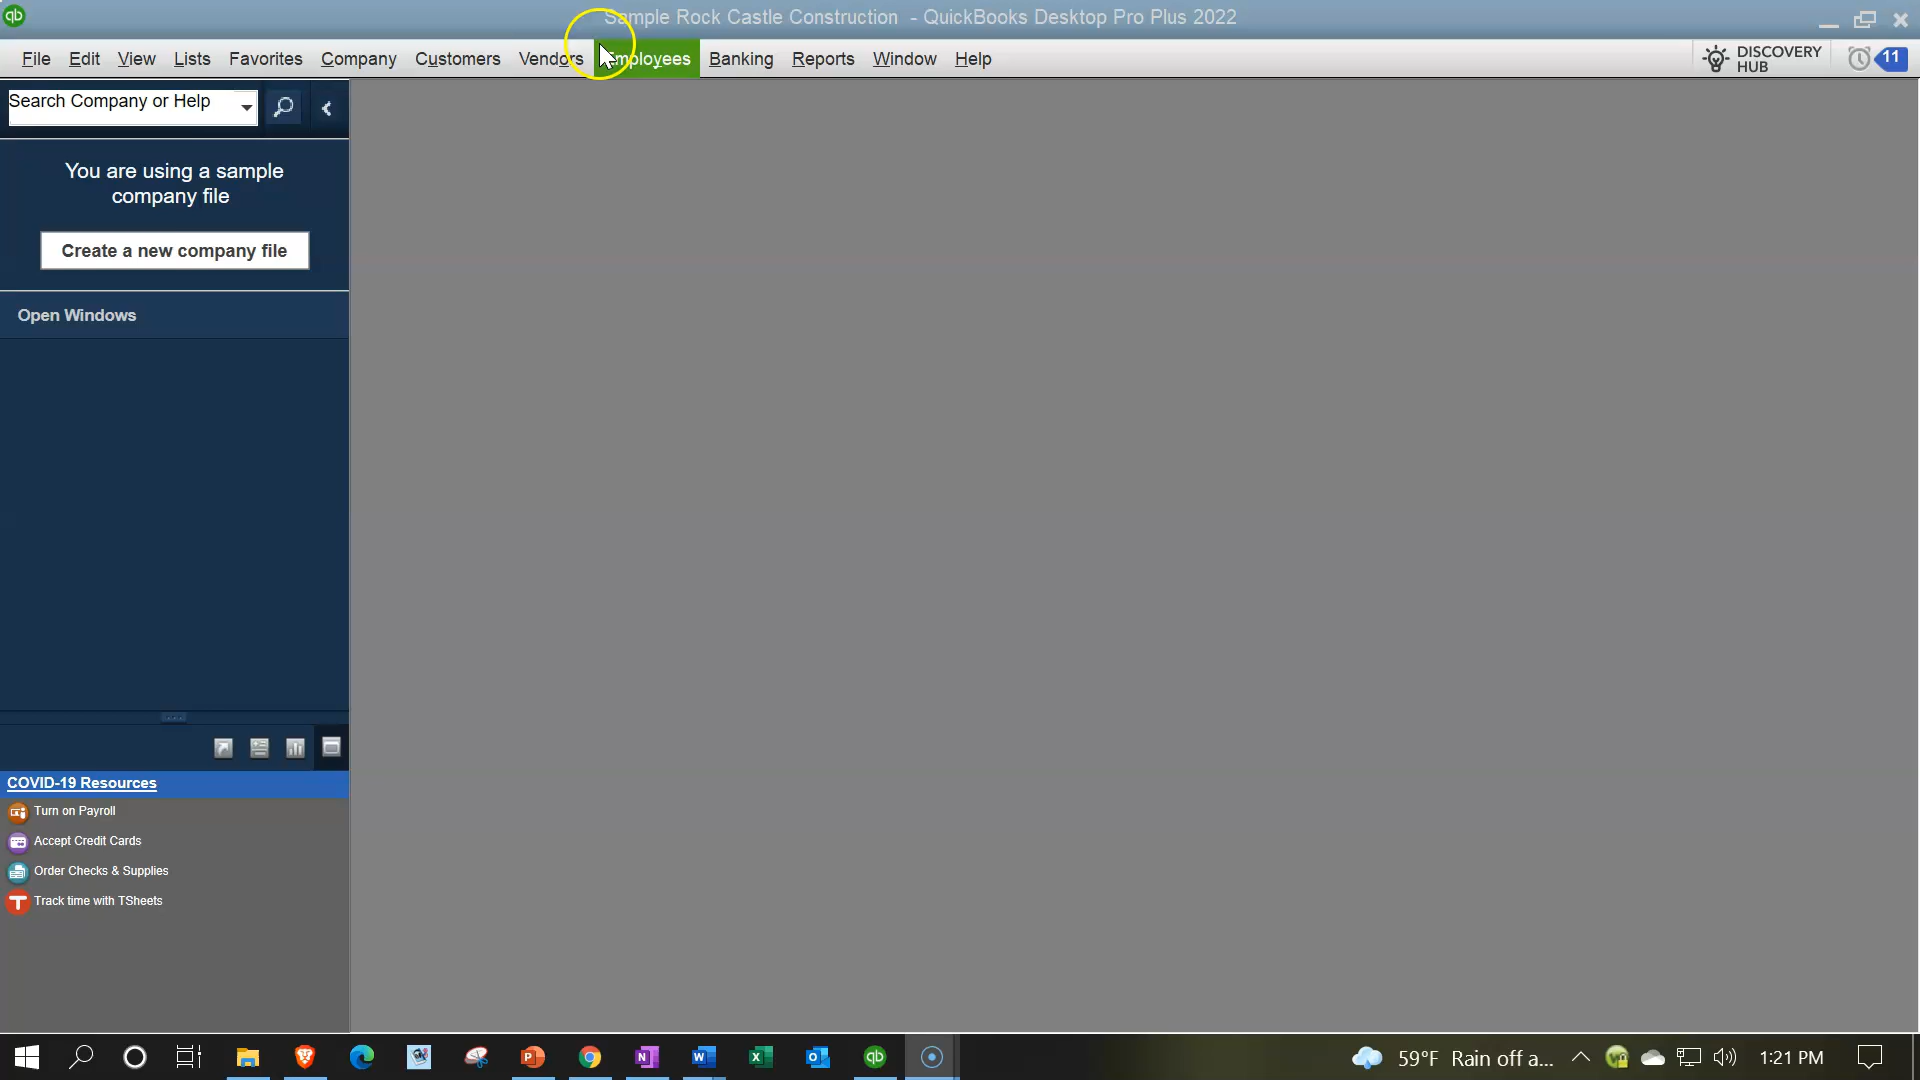 qb
Sample Rock Castle Construction - QuickBooks Desktop Pro Plus 2022
File Edit View Lists Favorites Company Customers Vendors Employees Banking Reports Window Help
DISCOVERY
HUB
11
Search Company or Help
You are using a sample
company file
Create a new company file
Open Windows
COVID-19 Resources
Turn on Payroll
Accept Credit Cards
Order Checks & Supplies
Track time with TSheets
59°F Rain off a... 1:21 PM